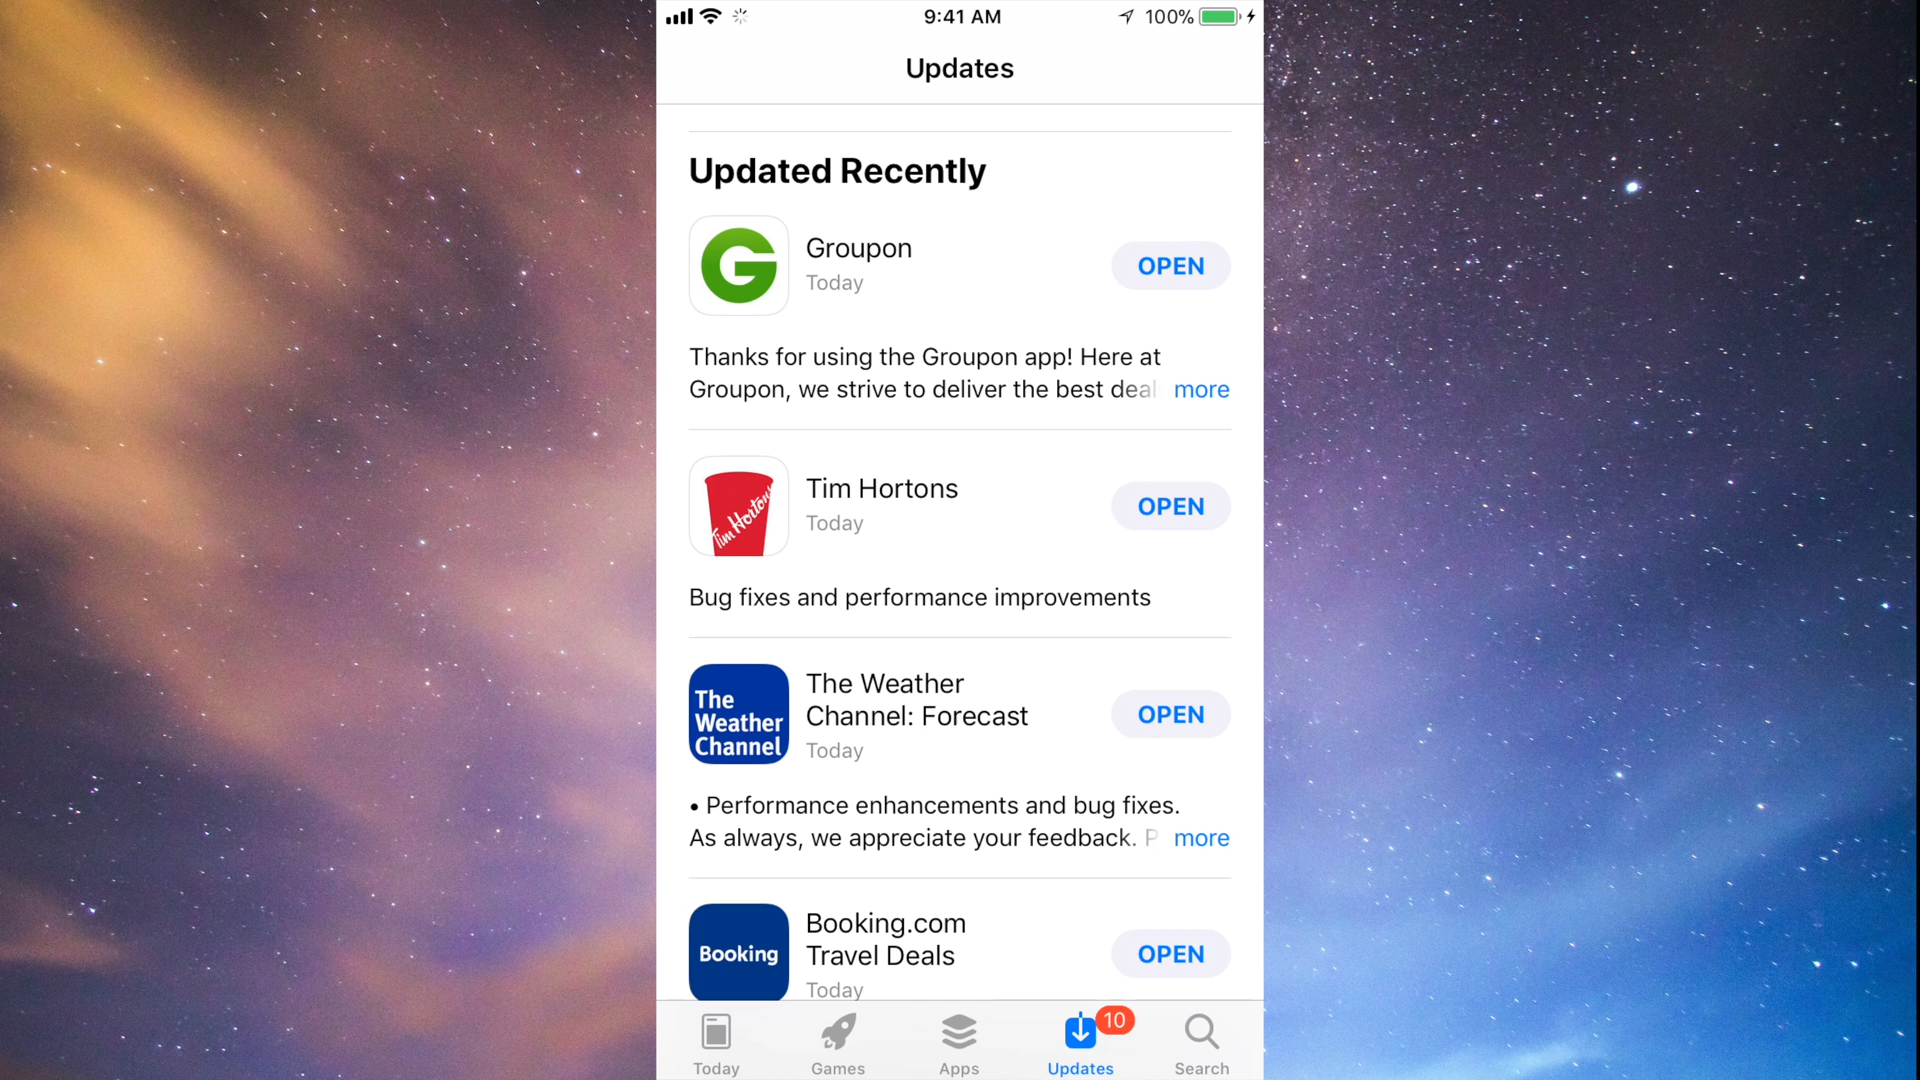 9:41 AM
100%
Updates
Updated Recently
Groupon
Today
OPEN
Thanks for using the Groupon app! Here at
Groupon, we strive to deliver the best deal more
Tim Hortons
Tim Hortons
Today
OPEN
Bug fixes and performance improvements
The
Weather
Channel
The Weather
Channel: Forecast
Today
OPEN
• Performance enhancements and bug fixes.
As always, we appreciate your feedback. P more
Booking
Booking.com
Travel Deals
Today
OPEN
10
Today
Games
Apps
Updates
Search